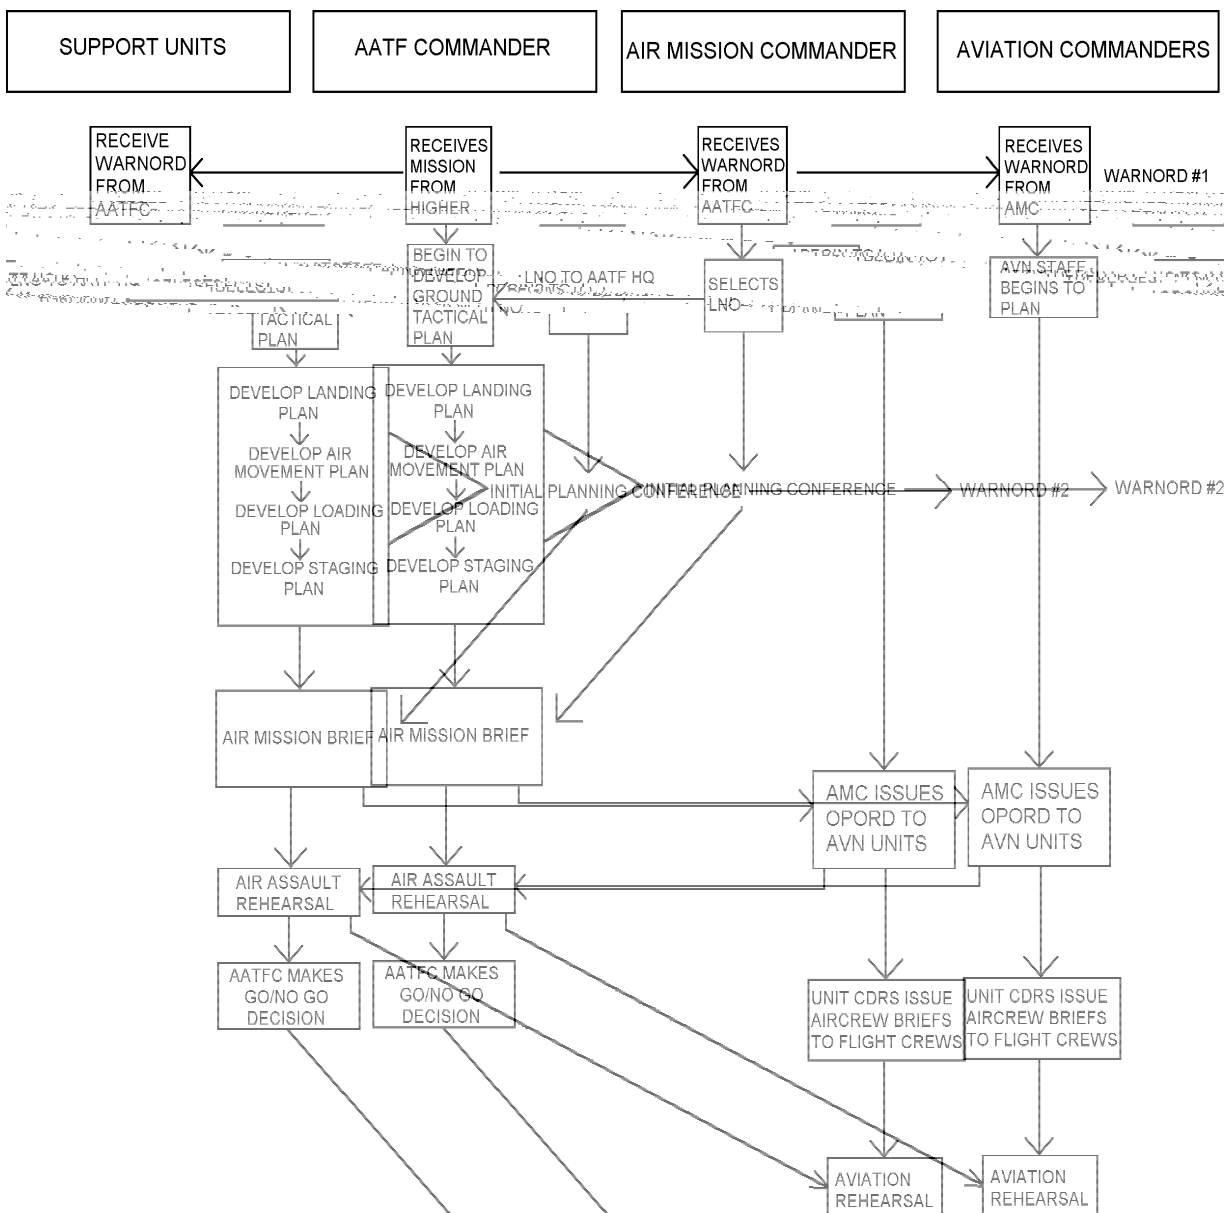 SUPPORT UNITS
AATF COMMANDER
AIR MISSION COMMANDER
AVIATION COMMANDERS
RECEIVE
WARNORD
FROM
AATFC
RECEIVES
MISSION
FROM
HIGHER
RECEIVES
WARNORD
FROM
AATFC
RECEIVES
WARNORD
FROM
AMC
WARNORD #1
BEGIN TO
DEVELOP
GROUND
TACTICAL
PLAN
LNO TO AATF HQ
SELECTS
LNO
AVN STAFF
BEGINS TO
PLAN
TACTICAL
PLAN
PLAN
DEVELOP LANDING
PLAN
DEVELOP AIR
MOVEMENT PLAN
DEVELOP LOADING
PLAN
DEVELOP STAGING
PLAN
DEVELOP LANDING
PLAN
DEVELOP AIR
MOVEMENT PLAN
DEVELOP LOADING
PLAN
DEVELOP STAGING
PLAN
INITIAL PLANNING CONFERENCE
INITIAL PLANNING CONFERENCE
WARNORD #2
WARNORD #2
AIR MISSION BRIEF
AIR MISSION BRIEF
AMC ISSUES
OPORD TO
AVN UNITS
AMC ISSUES
OPORD TO
AVN UNITS
AIR ASSAULT
REHEARSAL
AIR ASSAULT
REHEARSAL
AATFC MAKES
GO/NO GO
DECISION
AATFC MAKES
GO/NO GO
DECISION
UNIT CDRS ISSUE
AIRCREW BRIEFS
TO FLIGHT CREWS
UNIT CDRS ISSUE
AIRCREW BRIEFS
TO FLIGHT CREWS
AVIATION
REHEARSAL
AVIATION
REHEARSAL